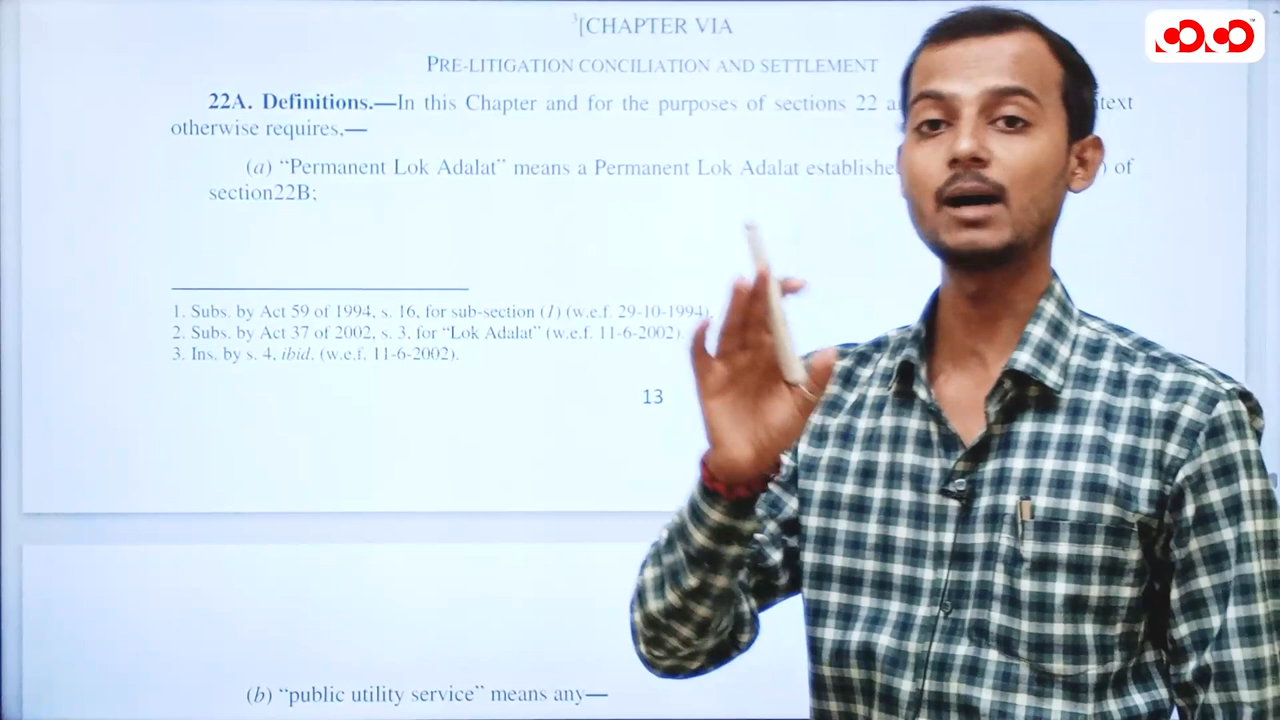 ³[CHAPTER VIA
PRE-LITIGATION CONCILIATION AND SETTLEMENT
22A. Definitions.—In this Chapter and for the purposes of sections 22
otherwise requires,—
(a) “Permanent Lok Adalat” means a Permanent Lok Adalat ) of
section22B;
1. Subs. by Act 59 of 1994, s. 16, for sub-section (1) (w.e.f. 29-10-1994).
2. Subs. by Act 37 of 2002, s. 3, for “Lok Adalat” (w.e.f. 11-6-2002).
3. Ins. by s. 4, ibid. (w.e.f. 11-6-2002).
13
(b) “public utility service” means any—